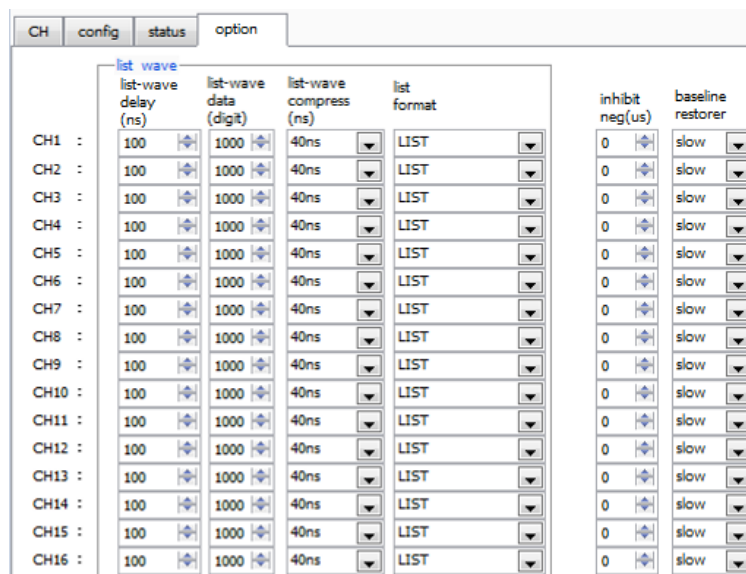 CH config status option
list wave
list-wave delay (ns) list-wave data (digit) list-wave compress (ns) list format inhibit neg(us) baseline restorer
CH1 : 100 1000 40ns LIST 0 slow
CH2 : 100 1000 40ns LIST 0 slow
CH3 : 100 1000 40ns LIST 0 slow
CH4 : 100 1000 40ns LIST 0 slow
CH5 : 100 1000 40ns LIST 0 slow
CH6 : 100 1000 40ns LIST 0 slow
CH7 : 100 1000 40ns LIST 0 slow
CH8 : 100 1000 40ns LIST 0 slow
CH9 : 100 1000 40ns LIST 0 slow
CH10 : 100 1000 40ns LIST 0 slow
CH11 : 100 1000 40ns LIST 0 slow
CH12 : 100 1000 40ns LIST 0 slow
CH13 : 100 1000 40ns LIST 0 slow
CH14 : 100 1000 40ns LIST 0 slow
CH15 : 100 1000 40ns LIST 0 slow
CH16 : 100 1000 40ns LIST 0 slow